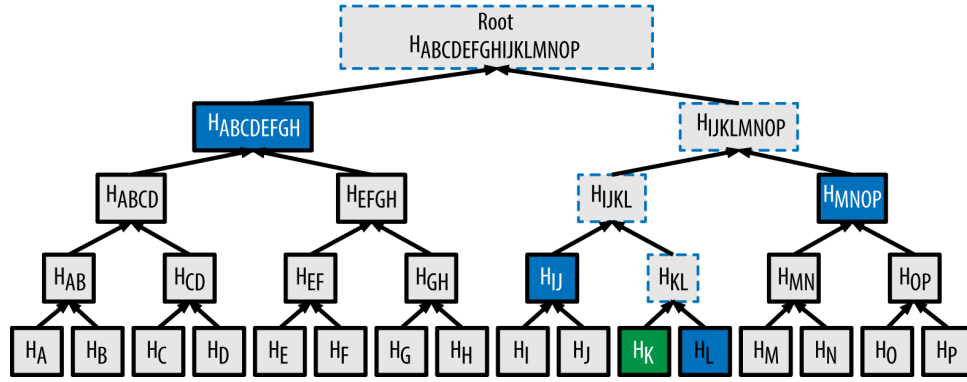 Root
HABCDEFGHIJKLMNOP
HABCDEFGH
HIJKLMNOP
HABCD
HEFGH
HIJKL
HMNOP
HAB
HCD
HEF
HGH
HIJ
HKL
HMN
HOP
HA
HB
HC
HD
HE
HF
HG
HH
HI
HJ
HK
HL
HM
HN
HO
HP